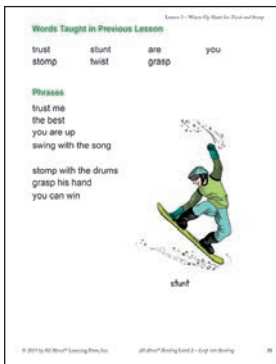 Words Taught in Previous Lesson
trust stunt are you
stomp twist grasp
Phrases
trust me
the best
you are up
swing with the song
stomp with the drums
grasp his hand
you can win
stunt